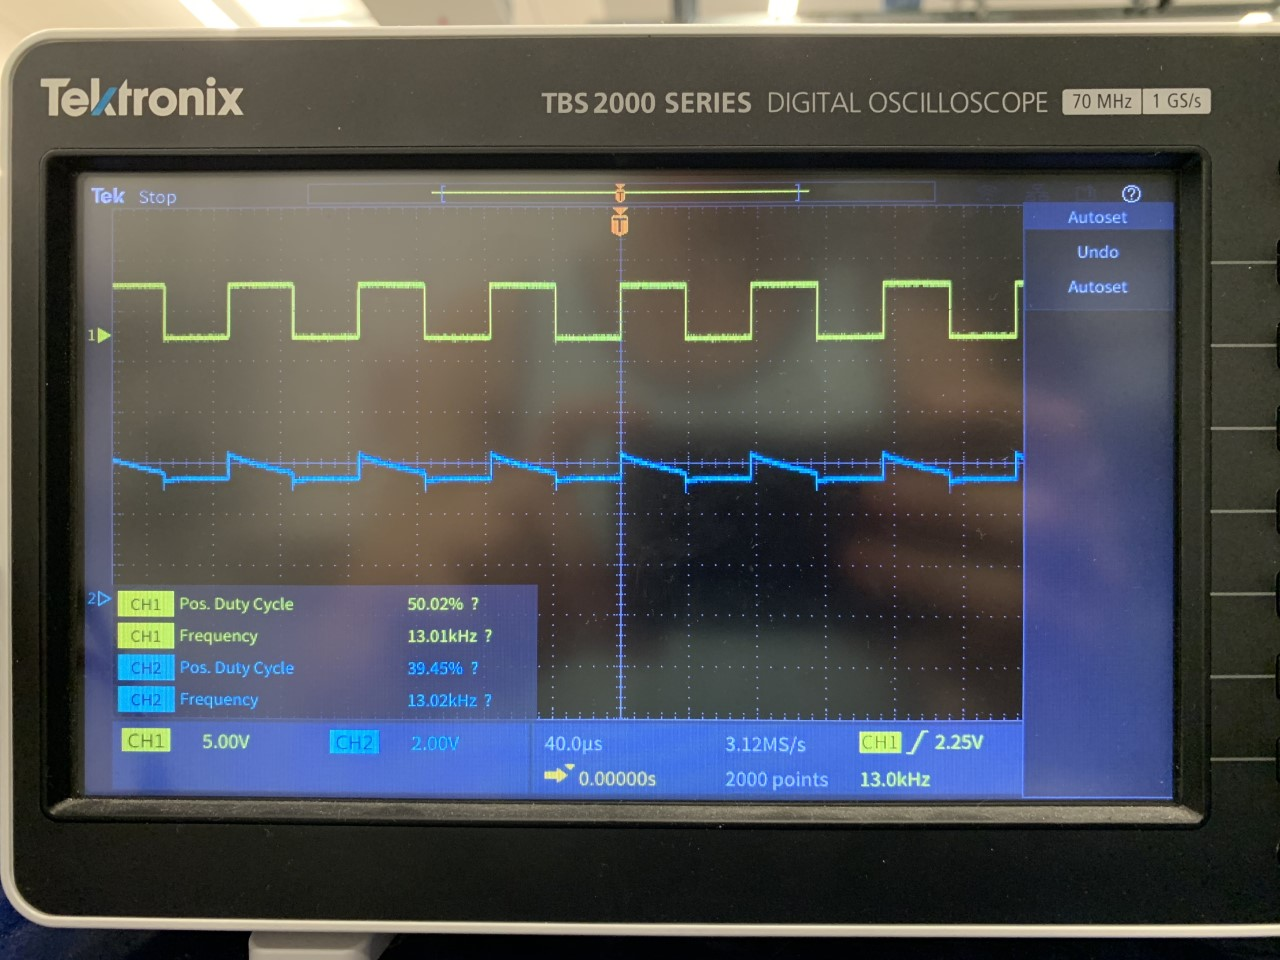 Tektronix
TBS 2000 SERIES DIGITAL OSCILLOSCOPE 70 MHz 1 GS/s
Tek Stop
T
?
T
Autoset
Undo
Autoset
1
2
CH1 Pos. Duty Cycle 50.02% ?
CH1 Frequency 13.01kHz ?
CH2 Pos. Duty Cycle 39.45% ?
CH2 Frequency 13.02kHz ?
CH1 5.00V CH2 2.00V 40.0µs 3.12MS/s CH1 2.25V
0.00000s 2000 points 13.0kHz